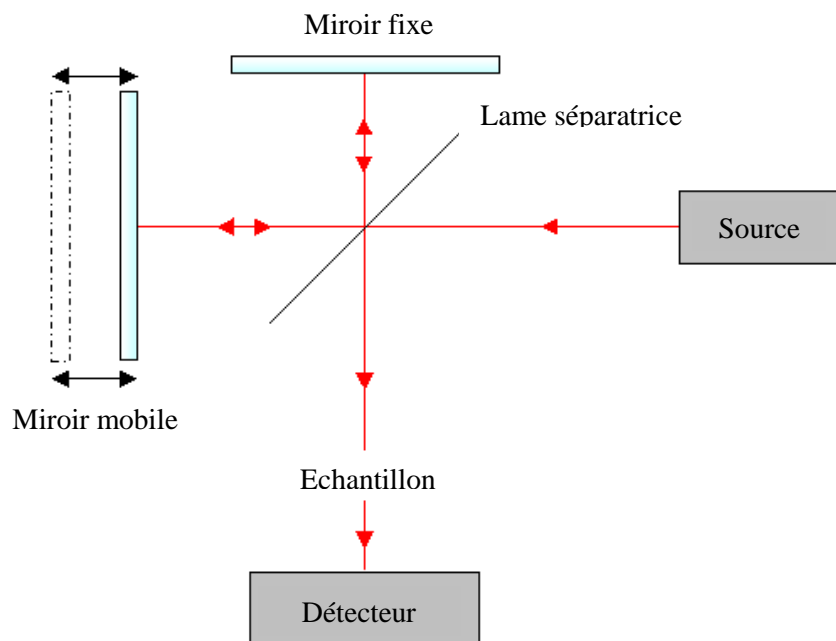 Miroir fixe
Lame séparatrice
Source
Miroir mobile
Echantillon
Détecteur